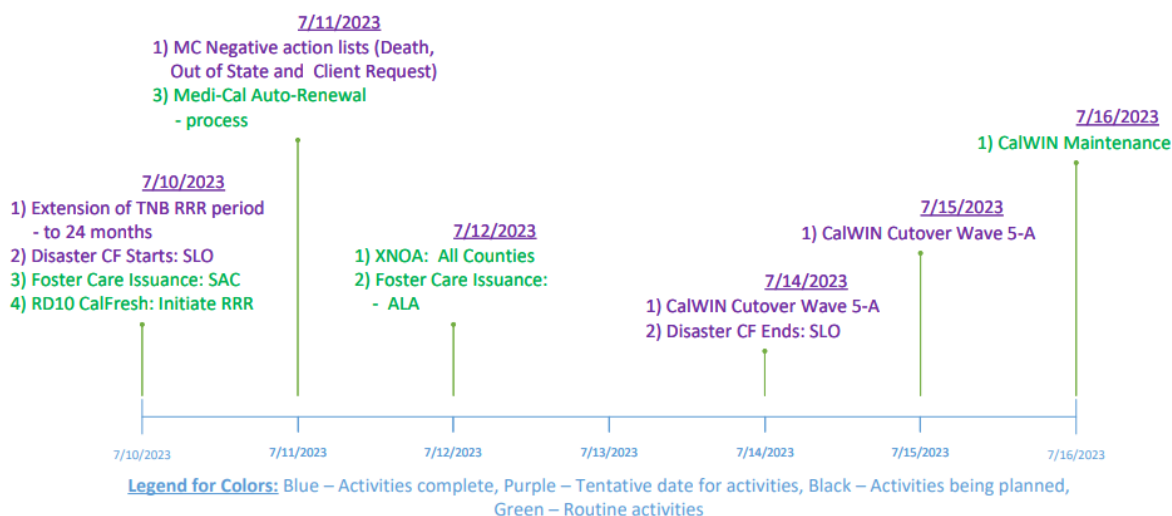 7/11/2023
1) MC Negative action lists (Death,
Out of State and Client Request)
3) Medi-Cal Auto-Renewal
- process
7/16/2023
1) CalWIN Maintenance
7/10/2023
1) Extension of TNB RRR period
- to 24 months
2) Disaster CF Starts: SLO
3) Foster Care Issuance: SAC
4) RD10 CalFresh: Initiate RRR
7/12/2023
1) XNOA: All Counties
2) Foster Care Issuance:
- ALA
7/15/2023
1) CalWIN Cutover Wave 5-A
7/14/2023
1) CalWIN Cutover Wave 5-A
2) Disaster CF Ends: SLO
7/10/2023
7/11/2023
7/12/2023
7/13/2023
7/14/2023
7/15/2023
7/16/2023
Legend for Colors: Blue – Activities complete, Purple – Tentative date for activities, Black – Activities being planned,
Green – Routine activities